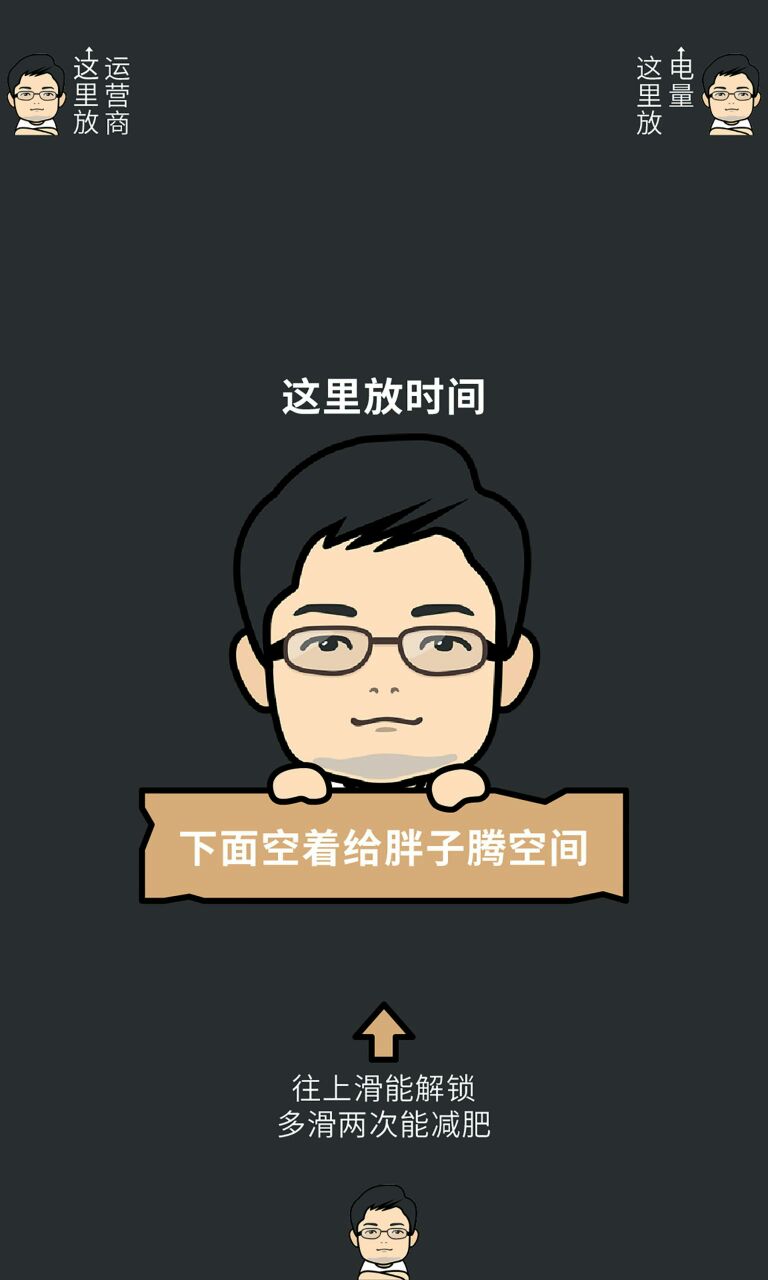 这里放
运营商
这里放
电量
这里放时间
下面空着给胖子腾空间
往上滑能解锁
多滑两次能减肥